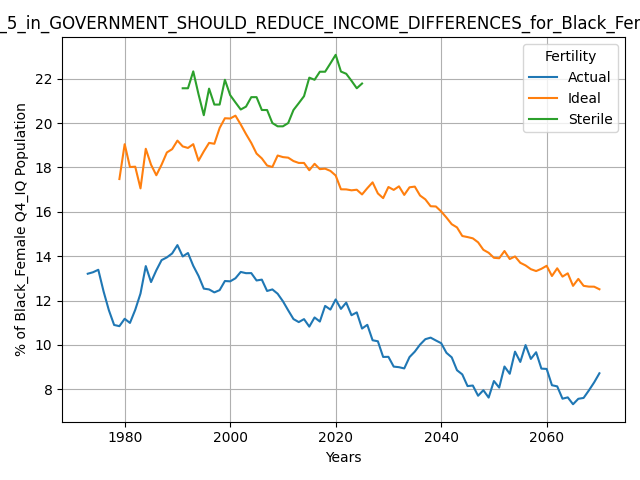 _5_in_GOVERNMENT_SHOULD_REDUCE_INCOME_DIFFERENCES_for_Black_Fem
Fertility
Actual
Ideal
Sterile
% of Black_Female Q4_IQ Population
22
20
18
16
14
12
10
8
1980 2000 2020 2040 2060
Years